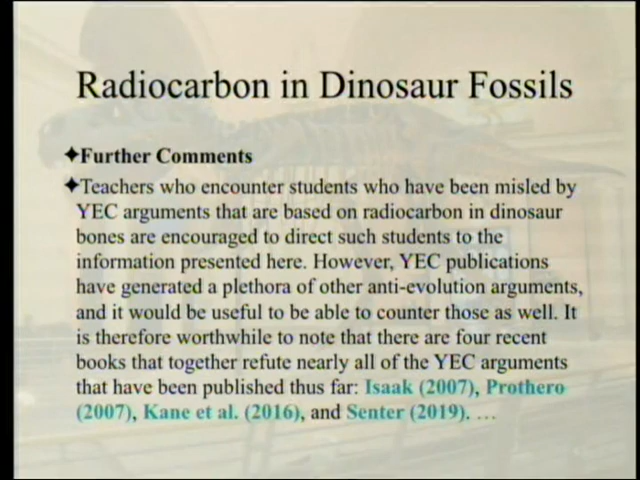 Radiocarbon in Dinosaur Fossils
✦Further Comments
✦Teachers who encounter students who have been misled by
YEC arguments that are based on radiocarbon in dinosaur
bones are encouraged to direct such students to the
information presented here. However, YEC publications
have generated a plethora of other anti-evolution arguments,
and it would be useful to be able to counter those as well. It
is therefore worthwhile to note that there are four recent
books that together refute nearly all of the YEC arguments
that have been published thus far: Isaak (2007), Prothero
(2007), Kane et al. (2016), and Senter (2019). …